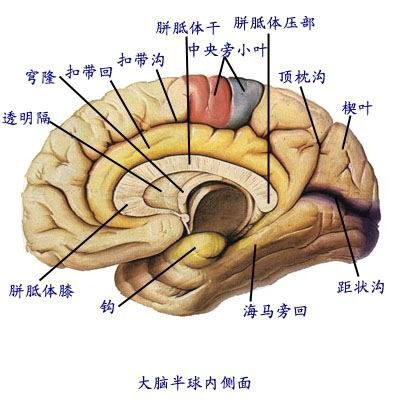 胼胝体干
胼胝体压部
中央旁小叶
扣带沟
扣带回
穹隆
顶枕沟
楔叶
透明隔
胼胝体膝
钩
海马旁回
距状沟
大脑半球内侧面